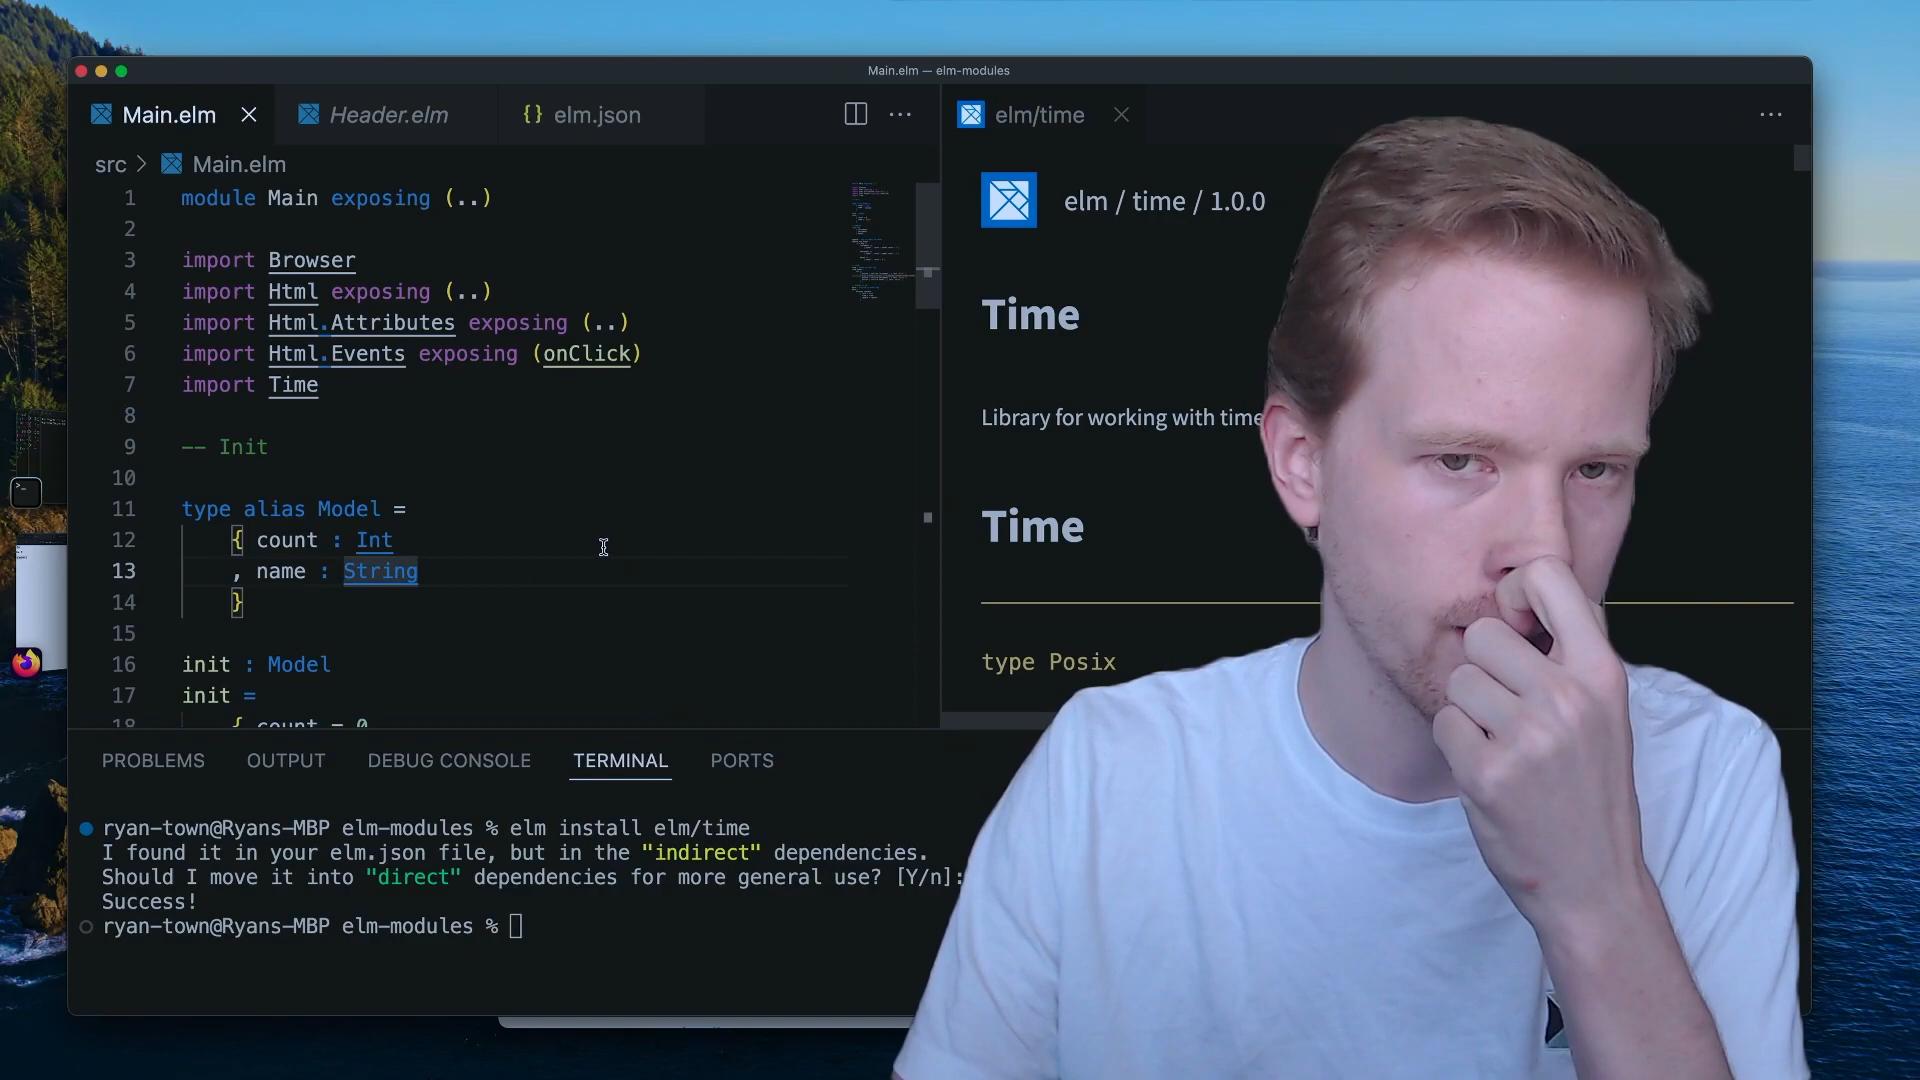 Main.elm — elm-modules
Main.elm
Header.elm
{} elm.json
elm/time
src > Main.elm
1 module Main exposing (..)
2
3 import Browser
4 import Html exposing (..)
5 import Html.Attributes exposing (..)
6 import Html.Events exposing (onClick)
7 import Time
8
9 -- Init
10
11 type alias Model =
12 { count : Int
13 , name : String
14 }
15
16 init : Model
17 init =
18 { count = 0
elm / time / 1.0.0
Time
Library for working with time
Time
type Posix
PROBLEMS OUTPUT DEBUG CONSOLE TERMINAL PORTS
ryan-town@Ryans-MBP elm-modules % elm install elm/time
I found it in your elm.json file, but in the "indirect" dependencies.
Should I move it into "direct" dependencies for more general use? [Y/n]:
Success!
ryan-town@Ryans-MBP elm-modules %